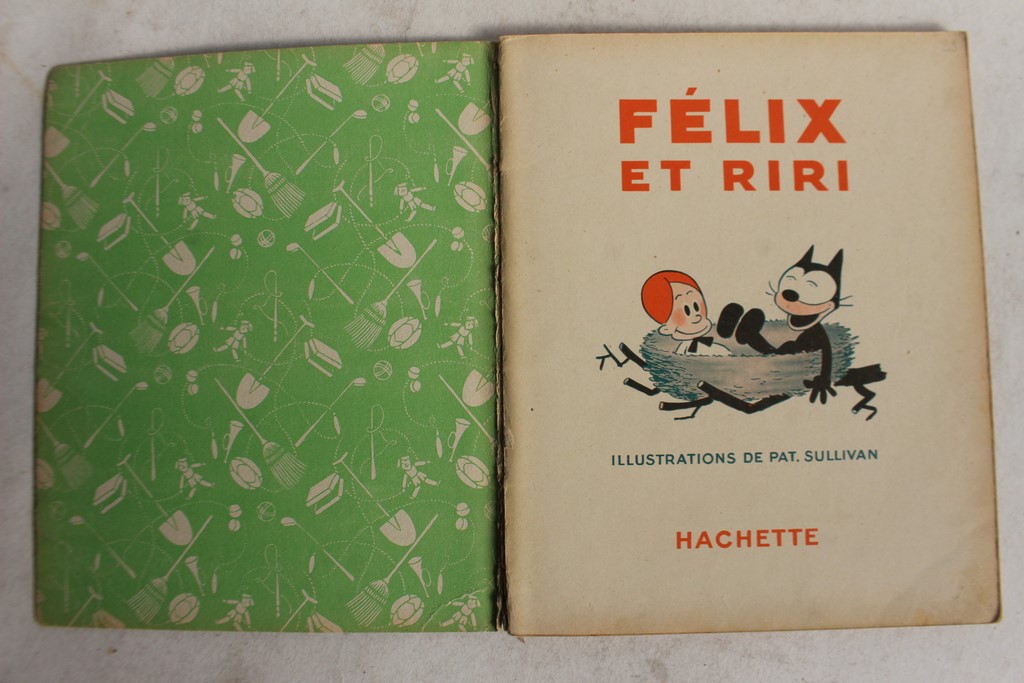 FÉLIX
ET RIRI
ILLUSTRATIONS DE PAT. SULLIVAN
HACHETTE